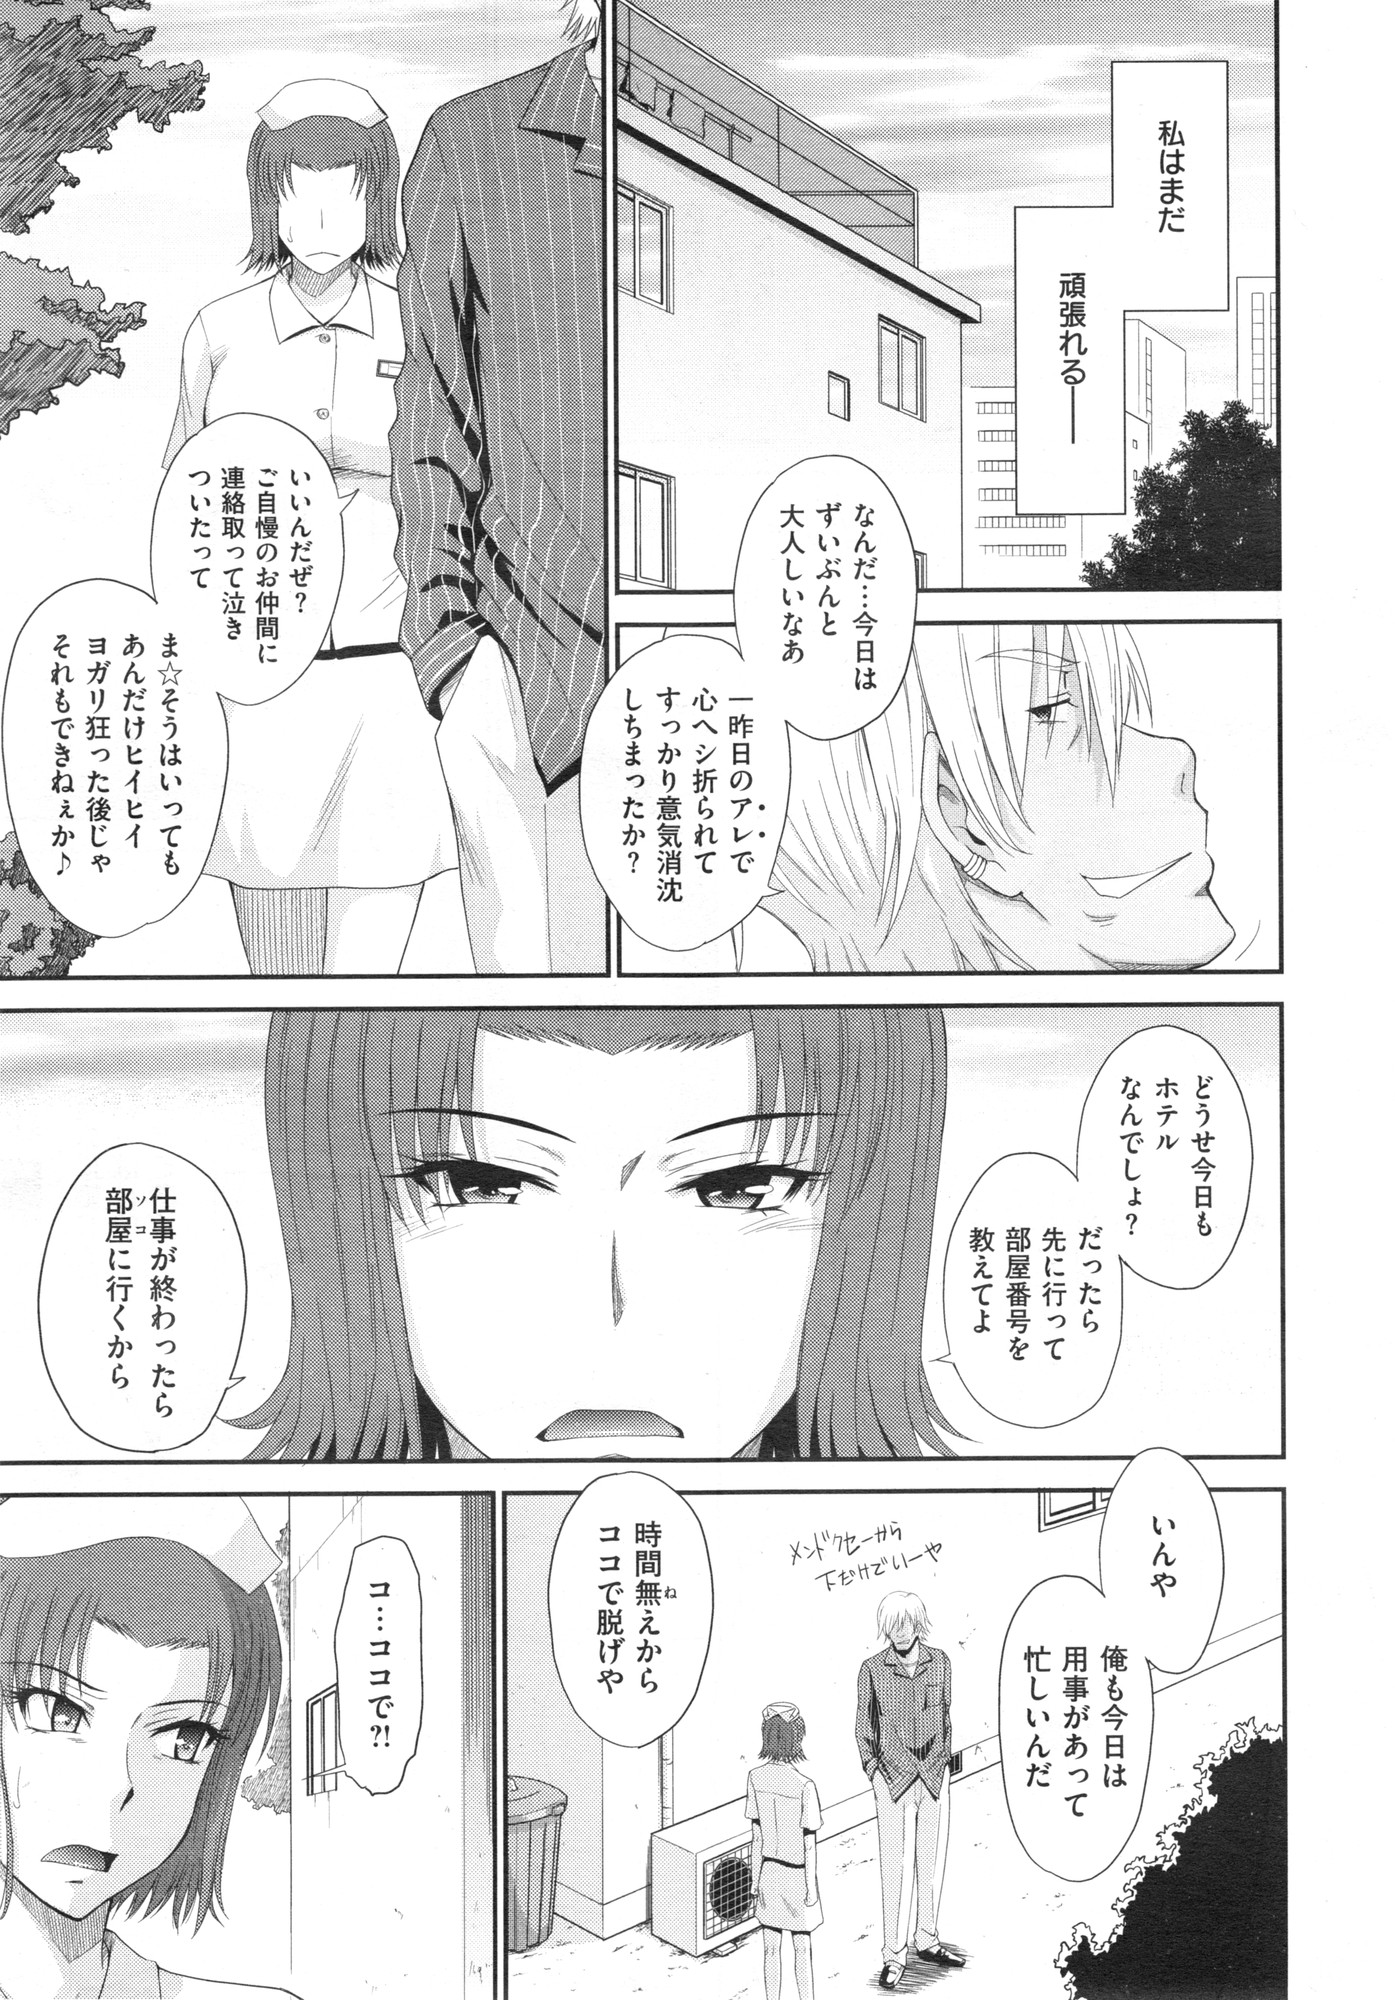 私はまだ
頑張れる――
なんだ…今日は
ずいぶんと
大人しいなあ
一昨日のアレで
心ヘシ折られて
すっかり意気消沈
しちまったか?
いいんだぜ?
ご自慢のお仲間に
連絡取って泣き
ついたって
ま☆そうはいっても
あんだけヒイヒイ
ヨガリ狂った後じゃ
それもできねぇか♪
どうせ今日も
ホテル
なんでしょ?
だったら
先に行って
部屋番号を
教えてよ
仕事が終わったら
部屋に行くから
ソコ
いんや
俺も今日は
用事があって
忙しいんだ
メンドクセーから
下だけでいーや
時間無えから
ね
ココで脱げや
コ…ココで?!